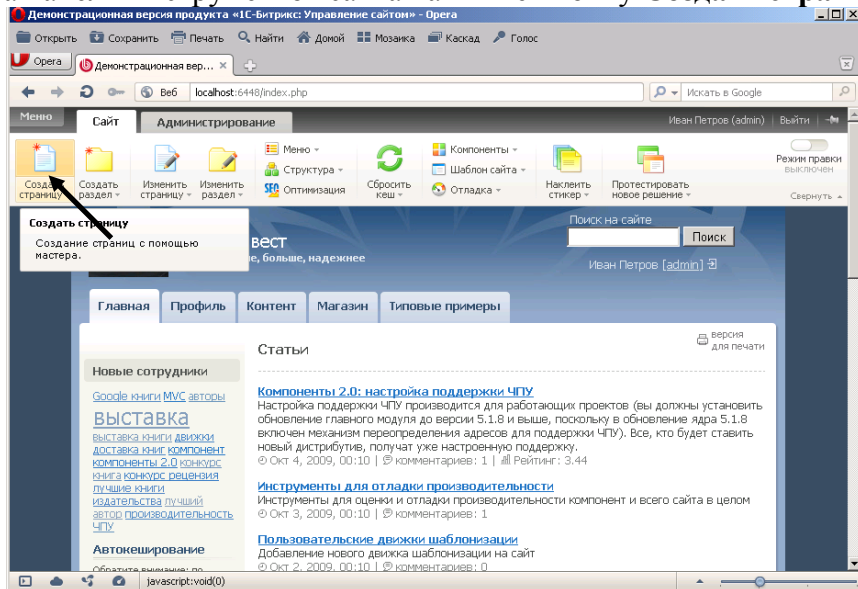 Демонстрационная версия продукта «1С-Битрикс: Управление сайтом» - Opera
Открыть Сохранить Печать Найти Домой Мозаика Каскад Голос
Opera Демонстрационная вер...
Веб localhost:6448/index.php Искать в Google
Меню Сайт Администрирование Иван Петров (admin) Выйти
Создать страницу
Создать раздел
Изменить страницу
Изменить раздел
Меню
Структура
Оптимизация
Сбросить кеш
Компоненты
Шаблон сайта
Отладка
Наклеить стикер
Протестировать новое решение
Режим правки
выключен
Свернуть
Создать страницу
Создание страниц с помощью
мастера.
вест
е, больше, надежнее
Поиск на сайте
Поиск
Иван Петров [admin]
Главная Профиль Контент Магазин Типовые примеры
версия
для печати
Статьи
Новые сотрудники
Google книги MVC авторы
выставка
выставка книги движки
доставка книг компонент
компоненты 2.0 конкурс
книга конкурс рецензия
лучшие книги
издательства лучший
автор производительность
ЧПУ
Автокеширование
Обратите внимание: по
Компоненты 2.0: настройка поддержки ЧПУ
Настройка поддержки ЧПУ производится для работающих проектов (вы должны установить
обновление главного модуля до версии 5.1.8 и выше, поскольку в обновление ядра 5.1.8
включен механизм переопределения адресов для поддержки ЧПУ). Все, кто будет ставить
новый дистрибутив, получат уже настроенную поддержку.
Окт 4, 2009, 00:10 | комментариев: 1 | Рейтинг: 3.44
Инструменты для отладки производительности
Инструменты для оценки и отладки производительности компонент и всего сайта в целом
Окт 3, 2009, 00:10 | комментариев: 1
Пользовательские движки шаблонизации
Добавление нового движка шаблонизации на сайт
Окт 2, 2009, 00:10 | комментариев: 0
javascript:void(0)